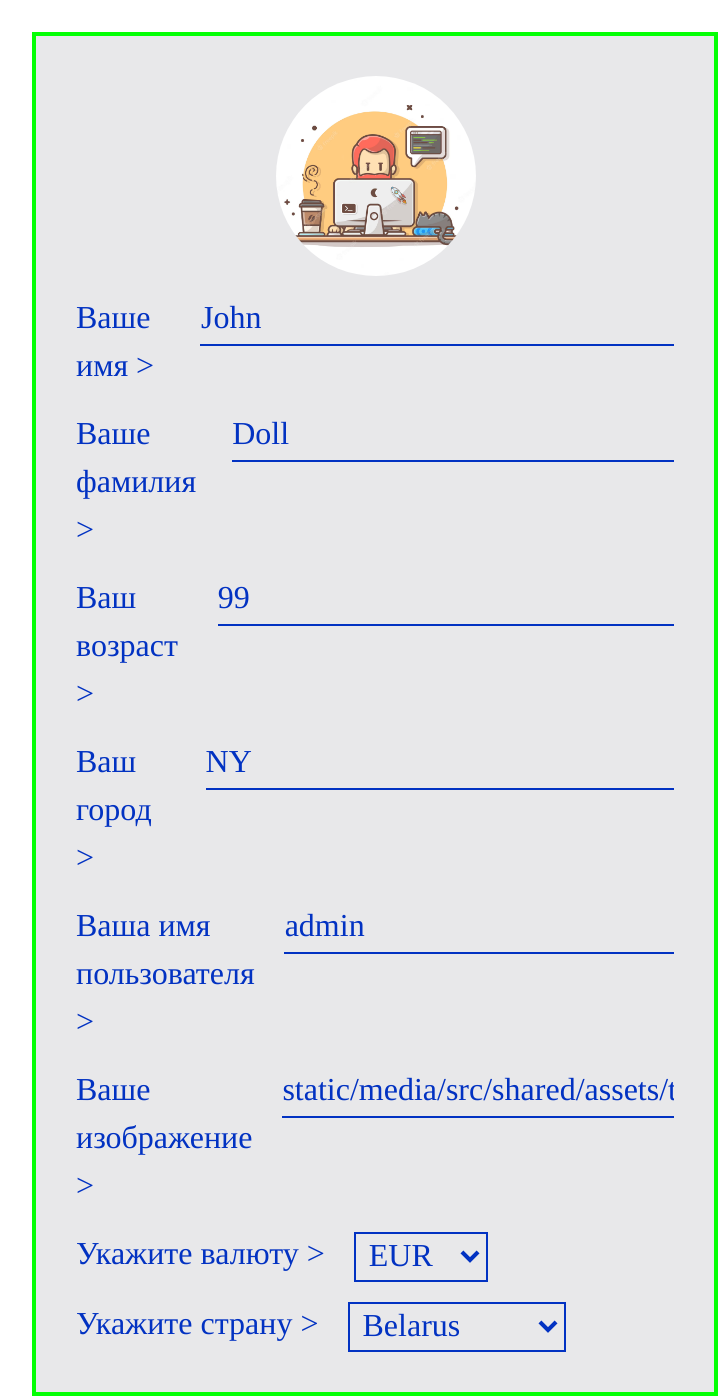 Ваше John
имя >
Ваше Doll
фамилия
>
Ваш 99
возраст
>
Ваш NY
город
>
Ваша имя admin
пользователя
>
Ваше static/media/src/shared/assets/t
изображение
>
Укажите валюту > EUR
Укажите страну > Belarus